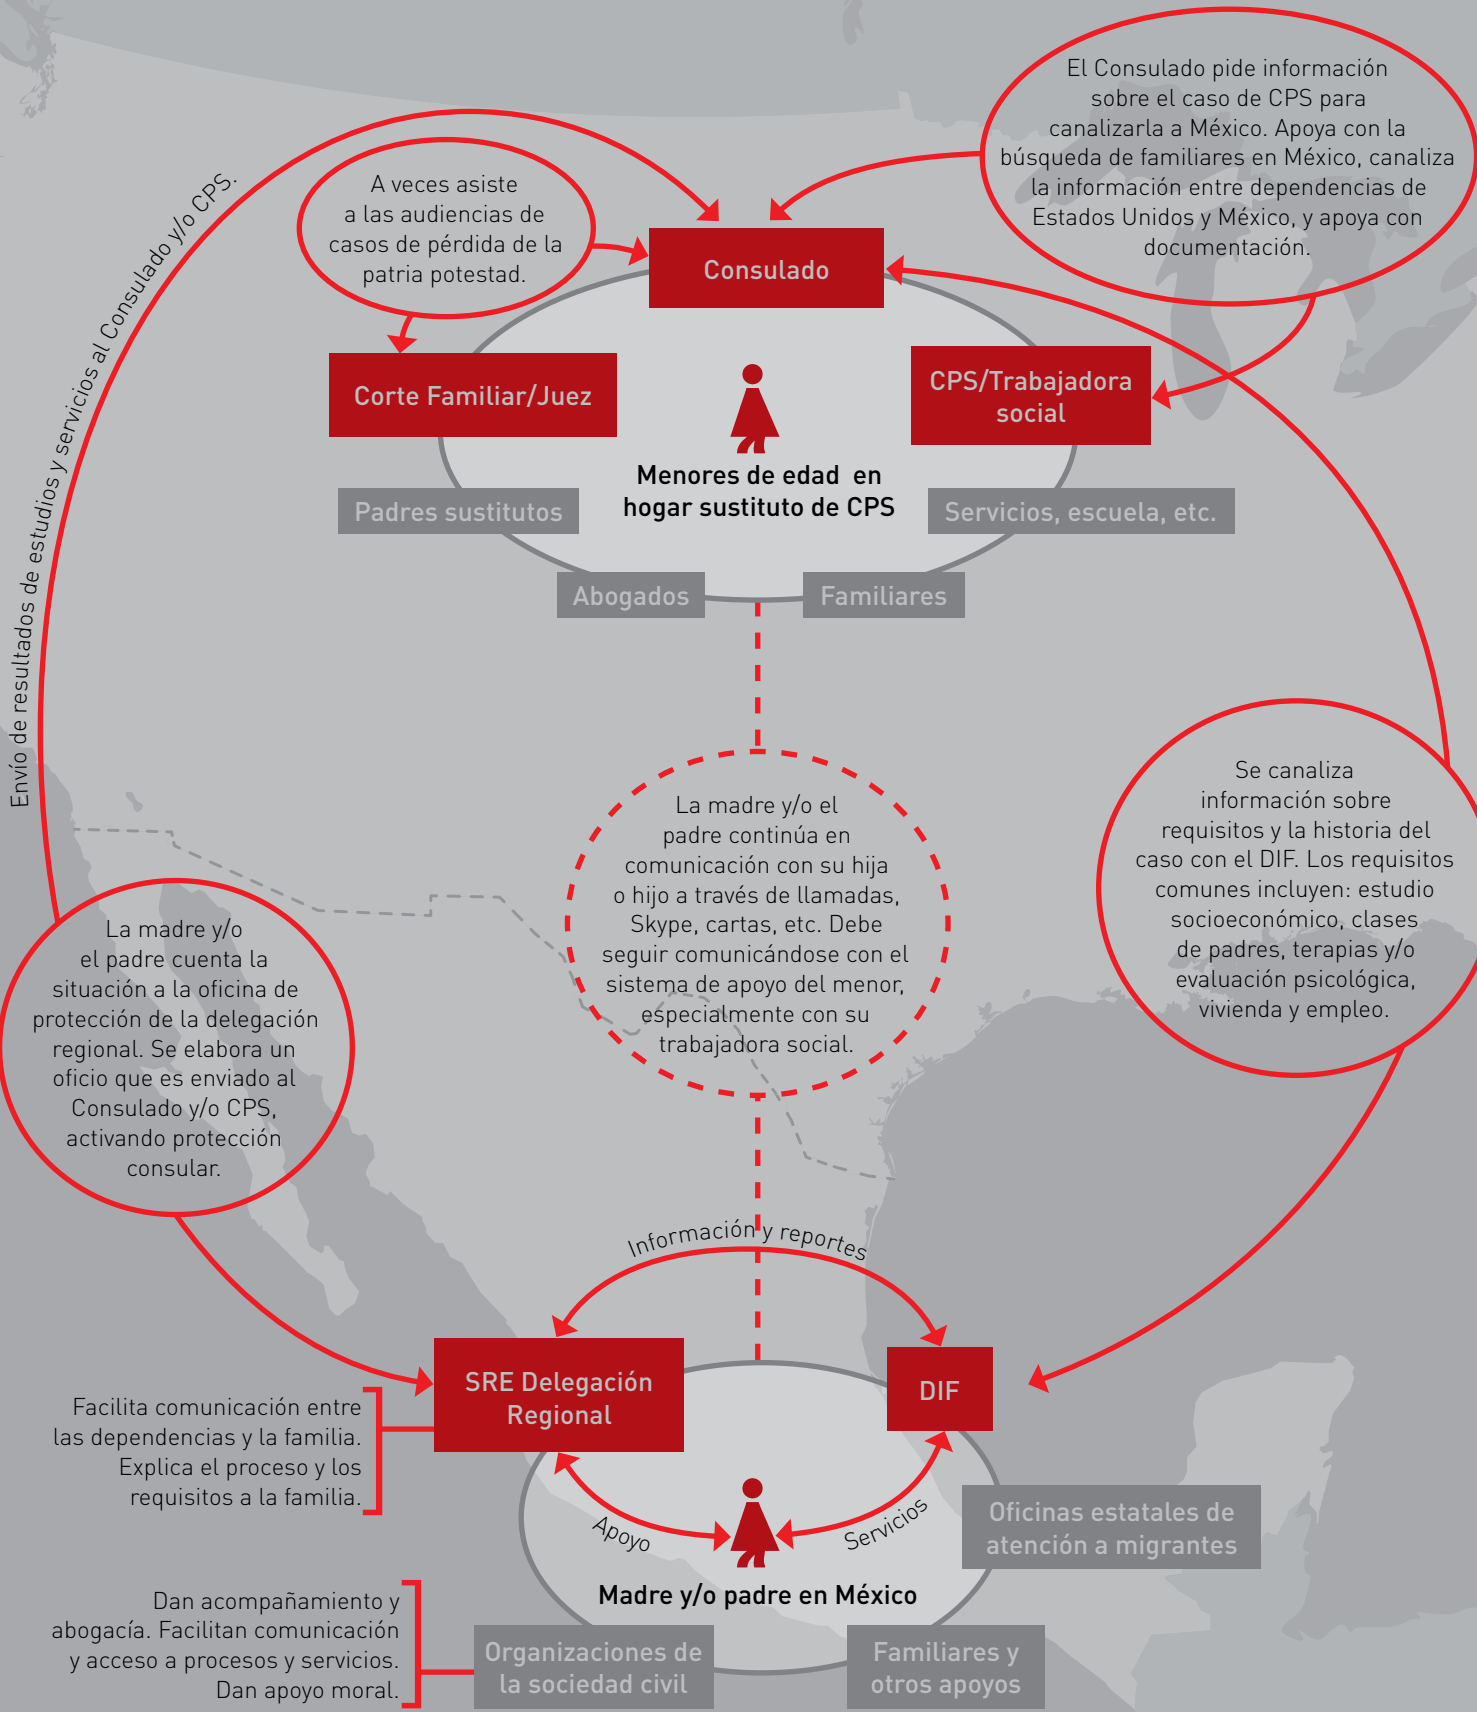 El Consulado pide información
sobre el caso de CPS para
canalizarla a México. Apoya con la
búsqueda de familiares en México, canaliza
la información entre dependencias de
Estados Unidos y México, y apoya con
documentación.
A veces asiste
a las audiencias de
casos de pérdida de la
patria potestad.
Consulado
Envío de resultados de estudios y servicios al Consulado y/o CPS.
Corte Familiar/Juez
CPS/Trabajadora
social
Menores de edad en
hogar sustituto de CPS
Padres sustitutos
Servicios, escuela, etc.
Abogados
Familiares
La madre y/o el
padre continúa en
comunicación con su hija
o hijo a través de llamadas,
Skype, cartas, etc. Debe
seguir comunicándose con el
sistema de apoyo del menor,
especialmente con su
trabajadora social.
Se canaliza
información sobre
requisitos y la historia del
caso con el DIF. Los requisitos
comunes incluyen: estudio
socioeconómico, clases
de padres, terapias y/o
evaluación psicológica,
vivienda y empleo.
La madre y/o
el padre cuenta la
situación a la oficina de
protección de la delegación
regional. Se elabora un
oficio que es enviado al
Consulado y/o CPS,
activando protección
consular.
Información y reportes
SRE Delegación
Regional
DIF
Facilita comunicación entre
las dependencias y la familia.
Explica el proceso y los
requisitos a la familia.
Apoyo
Servicios
Oficinas estatales de
atención a migrantes
Madre y/o padre en México
Dan acompañamiento y
abogacía. Facilitan comunicación
y acceso a procesos y servicios.
Dan apoyo moral.
Organizaciones de
la sociedad civil
Familiares y
otros apoyos